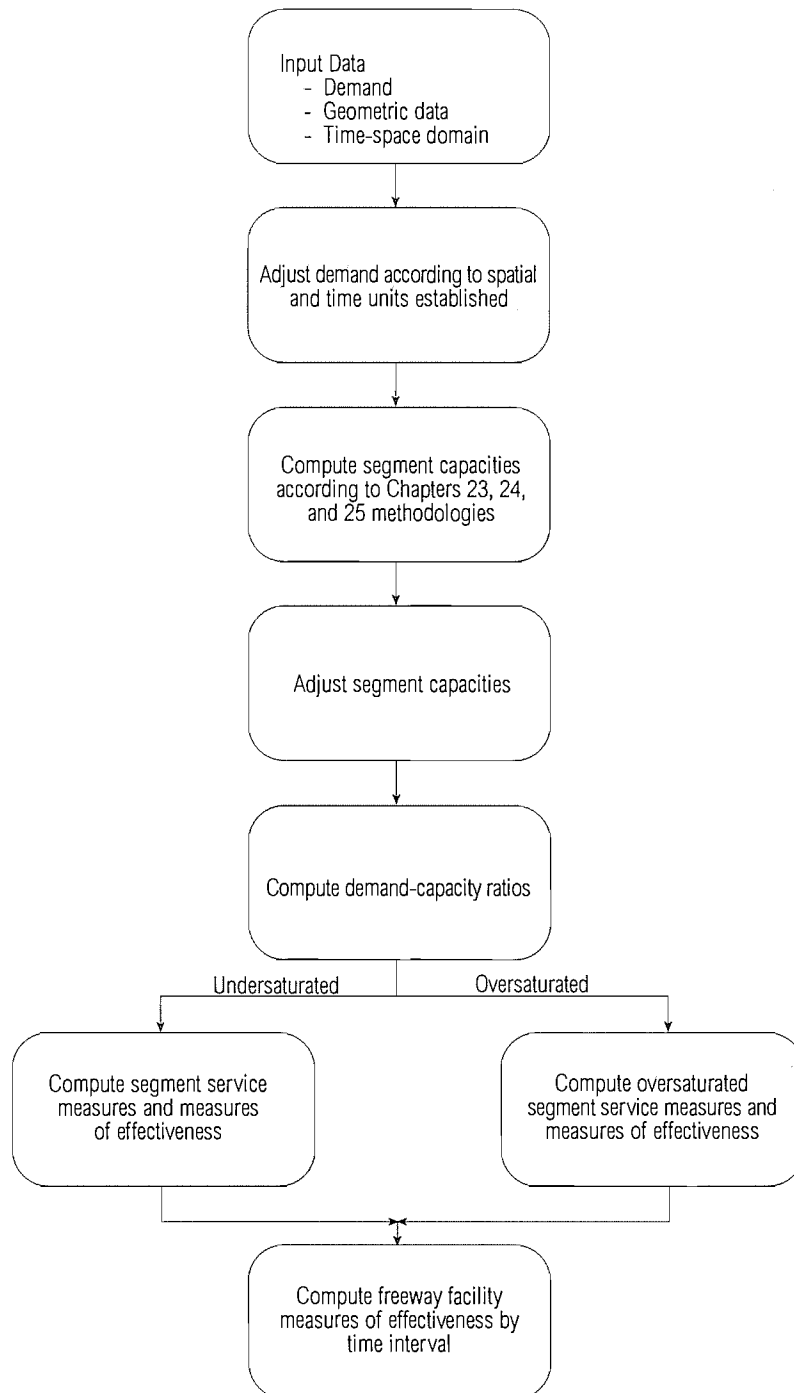 Input Data
- Demand
- Geometric data
- Time-space domain
Adjust demand according to spatial
and time units established
Compute segment capacities
according to Chapters 23, 24,
and 25 methodologies
Adjust segment capacities
Compute demand-capacity ratios
Undersaturated
Oversaturated
Compute segment service
measures and measures
of effectiveness
Compute oversaturated
segment service measures and
measures of effectiveness
Compute freeway facility
measures of effectiveness by
time interval